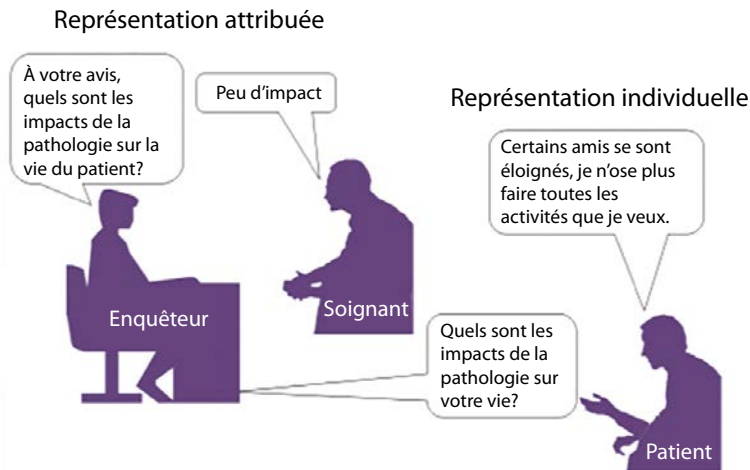 Représentation attribuée
À votre avis,
quels sont les
impacts de la
pathologie sur la
vie du patient?
Peu d’impact
Enquêteur
Soignant
Représentation individuelle
Certains amis se sont
éloignés, je n’ose plus
faire toutes les
activités que je veux.
Quels sont les
impacts de la
pathologie sur
votre vie?
Patient